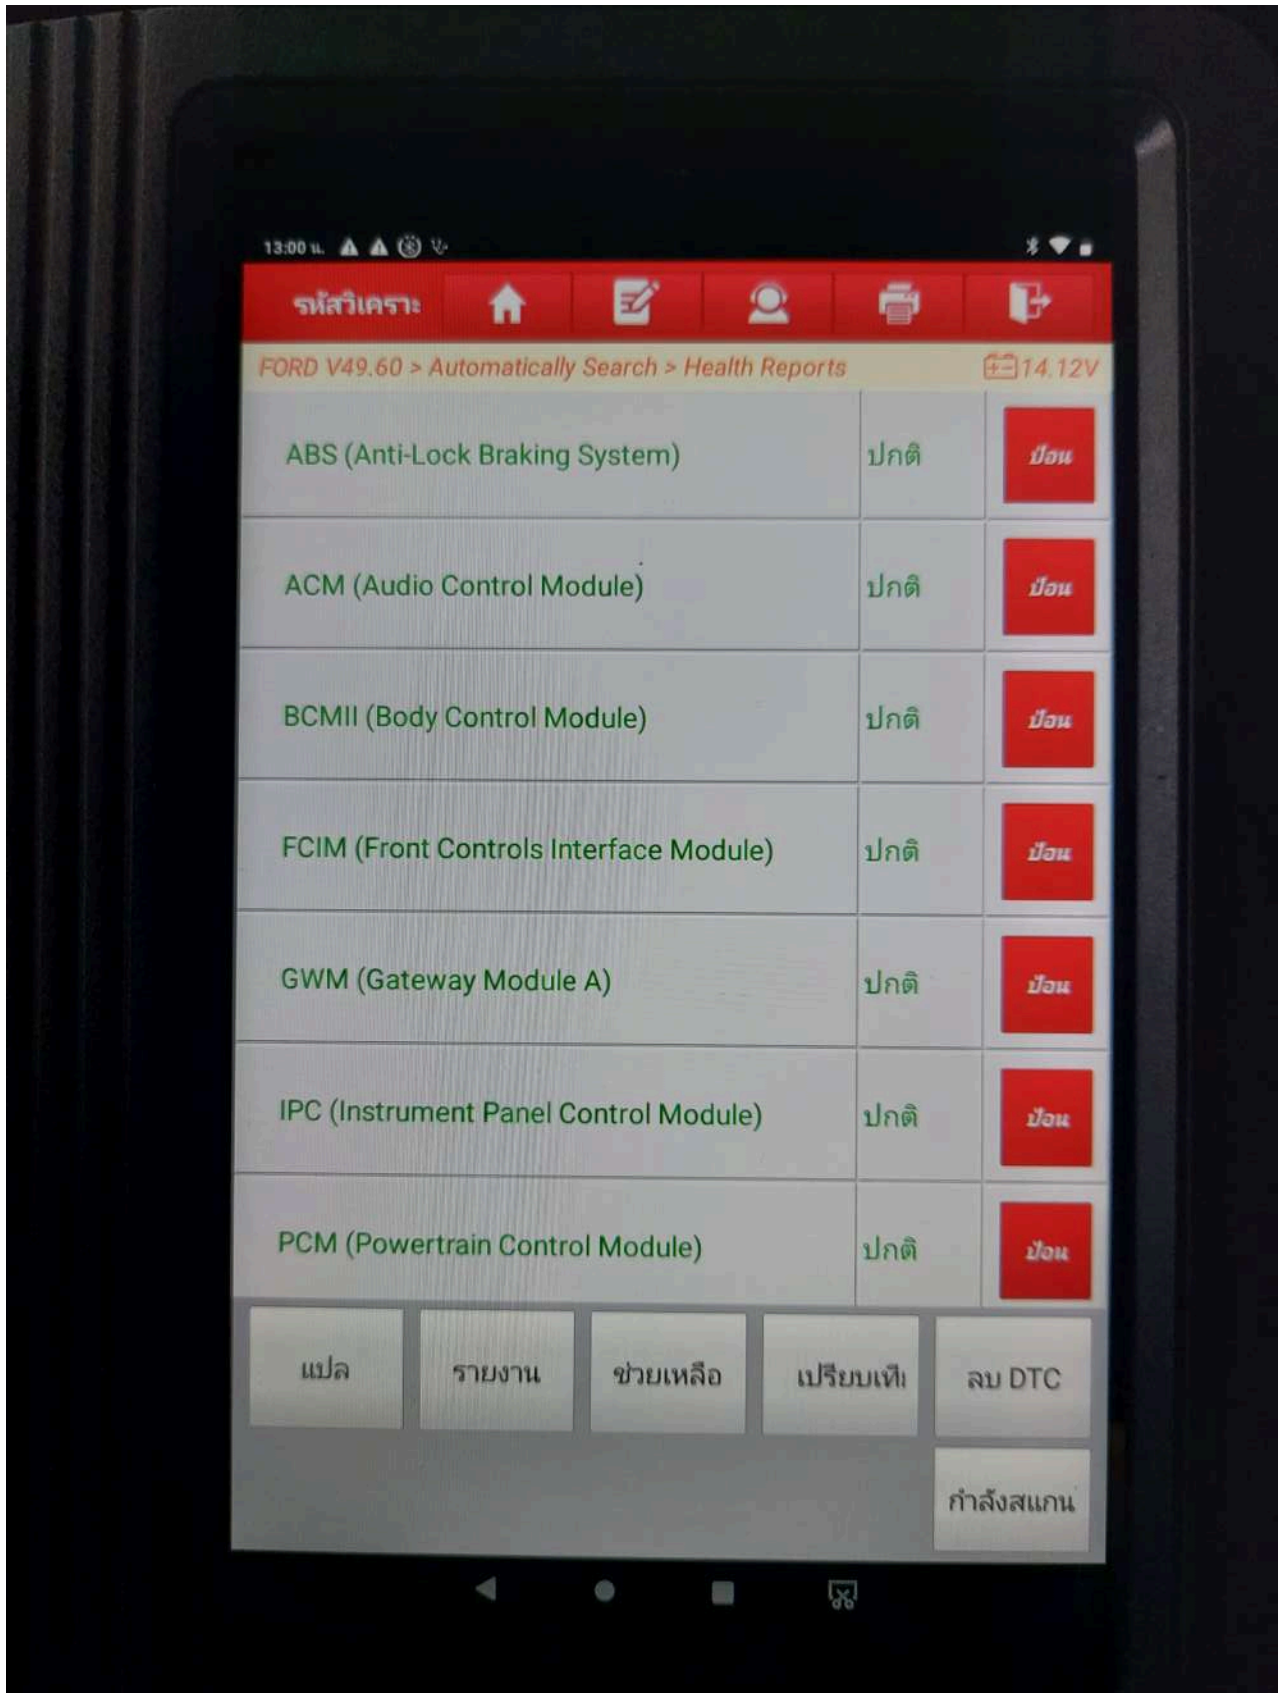 13:00 น.
รหัสวิเคราะ
FORD V49.60 > Automatically Search > Health Reports 14.12V
ABS (Anti-Lock Braking System) ปกติ ป้อน
ACM (Audio Control Module) ปกติ ป้อน
BCMII (Body Control Module) ปกติ ป้อน
FCIM (Front Controls Interface Module) ปกติ ป้อน
GWM (Gateway Module A) ปกติ ป้อน
IPC (Instrument Panel Control Module) ปกติ ป้อน
PCM (Powertrain Control Module) ปกติ ป้อน
แปล รายงาน ช่วยเหลือ เปรียบเทีย ลบ DTC
กำลังสแกน